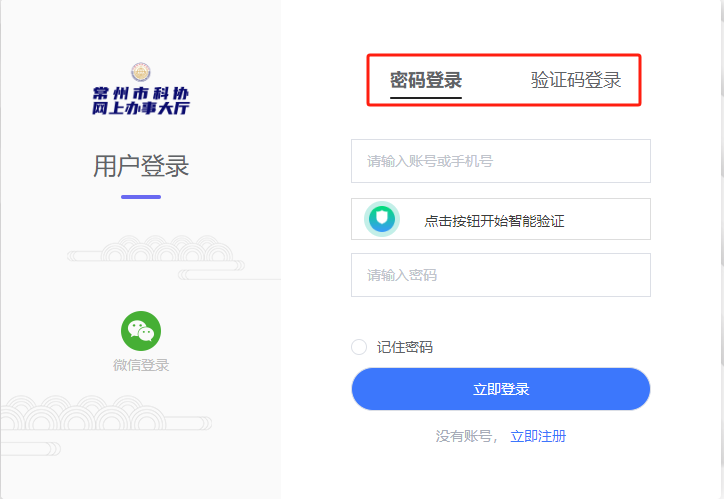 常州市科协
网上办事大厅
用户登录
微信登录
密码登录 验证码登录
请输入账号或手机号
点击按钮开始智能验证
请输入密码
记住密码
立即登录
没有账号， 立即注册